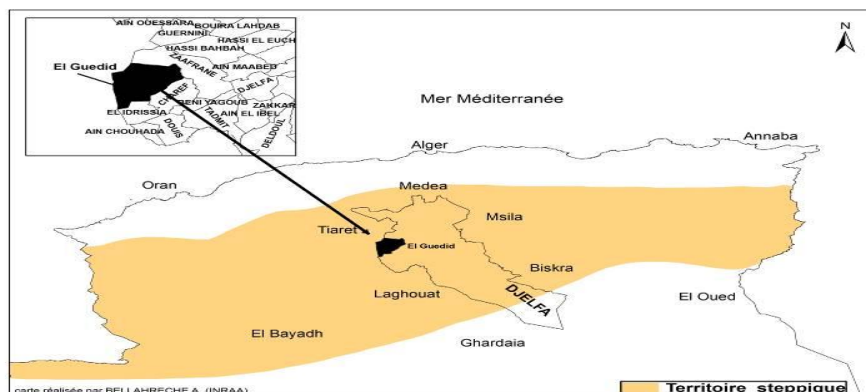 AIN OUESSARA
BOUIRA LAHDAB
GUERNINI
HASSI EL EUCH
HASSI BAHBAH
ZAAFRANE
El Guedid
AIN MAABED
CHAREF
DJELFA
BENI YAGOUB
ZAKKAR
EL IDRISSIA
TADMIT
AIN EL IBEL
DOUIS
AIN CHOUHADA
DELDOUL
N
Mer Méditerranée
Annaba
Alger
Oran
Medea
Msila
Tiaret
El Guedid
Biskra
Laghouat
DJELFA
El Oued
El Bayadh
Ghardaia
carte réalisée par BELLAHRECHE A. (INRAA)
Territoire steppique